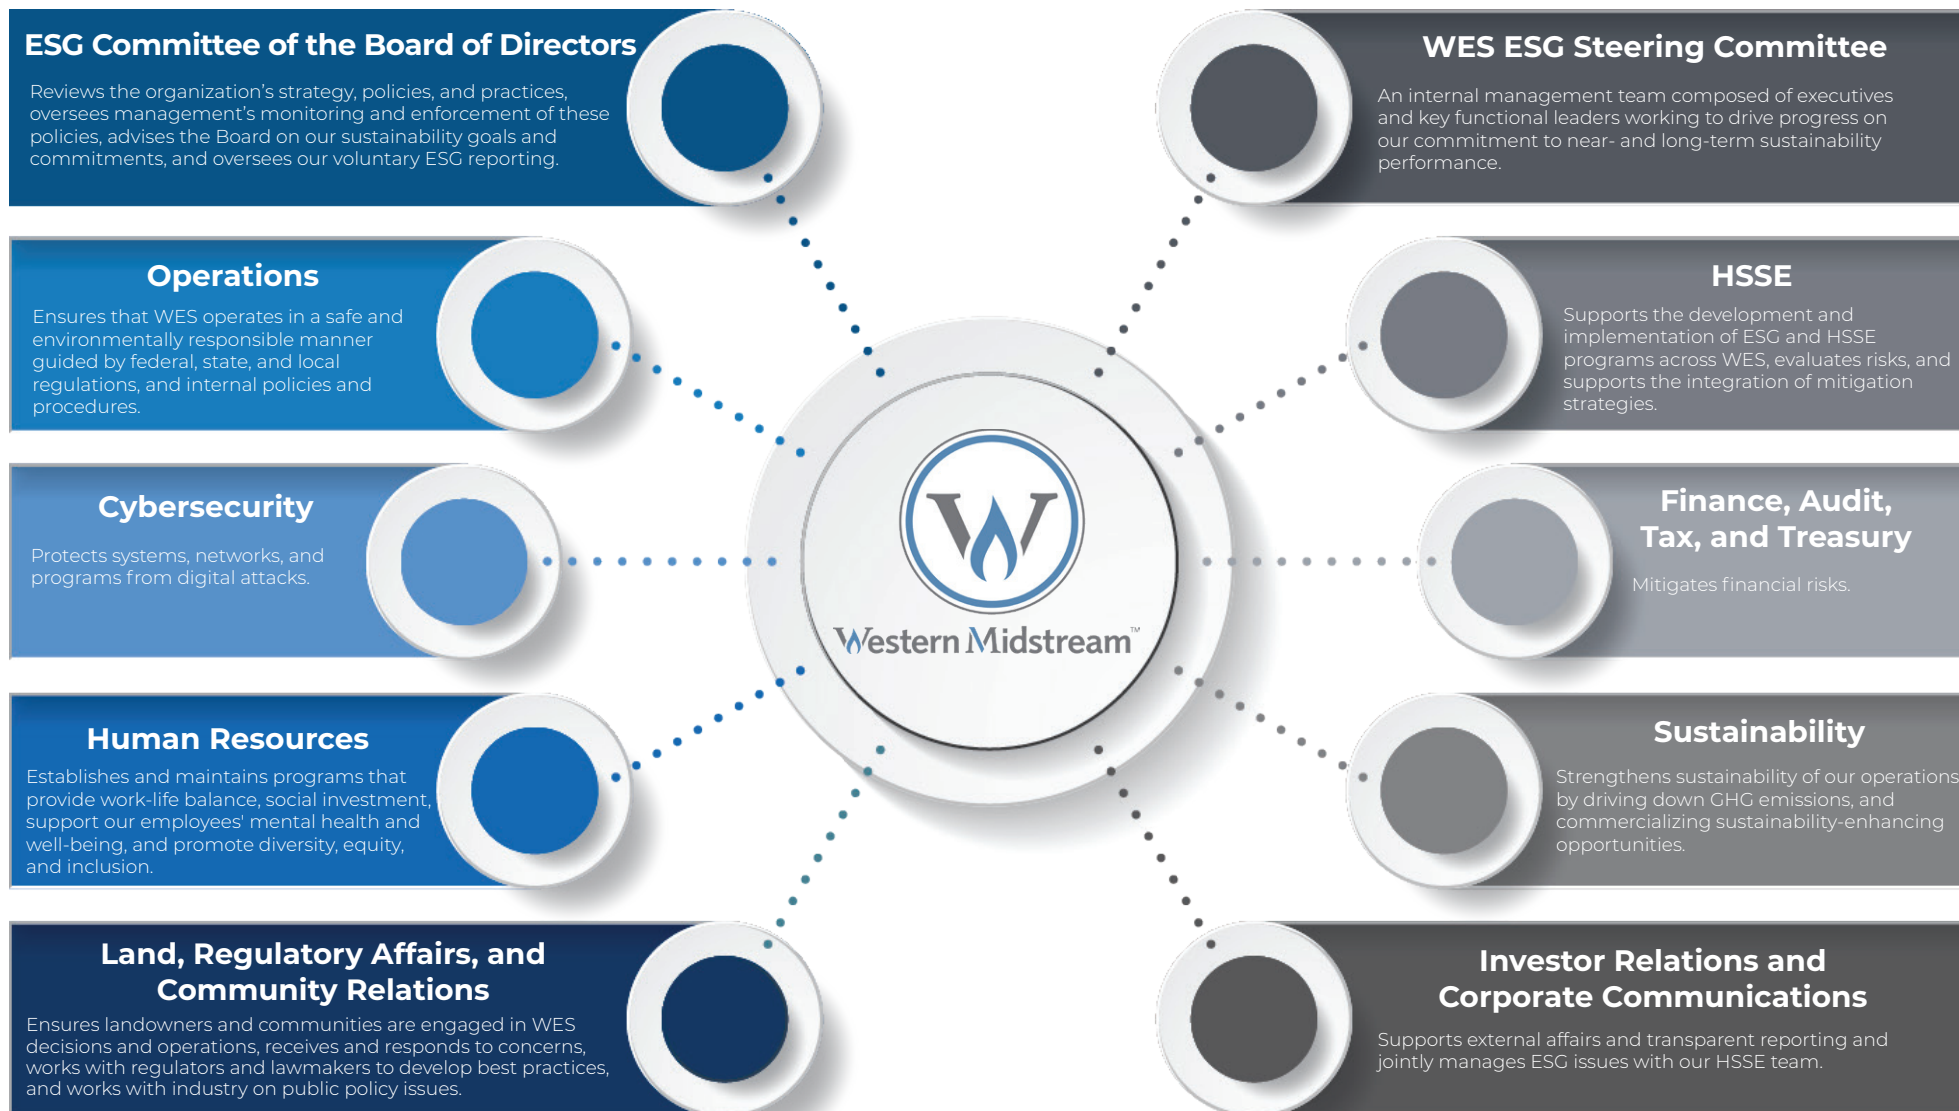 ESG Committee of the Board of Directors
Reviews the organization's strategy, policies, and practices,
oversees management's monitoring and enforcement of these
policies, advises the Board on our sustainability goals and
commitments, and oversees our voluntary ESG reporting.
WES ESG Steering Committee
An internal management team composed of executives
and key functional leaders working to drive progress on
our commitment to near- and long-term sustainability
performance.
Operations
Ensures that WES operates in a safe and
environmentally responsible manner
guided by federal, state, and local
regulations, and internal policies and
procedures.
HSSE
Supports the development and
implementation of ESG and HSSE
programs across WES, evaluates risks, and
supports the integration of mitigation
strategies.
Cybersecurity
Protects systems, networks, and
programs from digital attacks.
W
Western Midstream™
Finance, Audit,
Tax, and Treasury
Mitigates financial risks.
Human Resources
Establishes and maintains programs that
provide work-life balance, social investment,
support our employees' mental health and
well-being, and promote diversity, equity,
and inclusion.
Sustainability
Strengthens sustainability of our operations
by driving down GHG emissions, and
commercializing sustainability-enhancing
opportunities.
Land, Regulatory Affairs, and
Community Relations
Ensures landowners and communities are engaged in WES
decisions and operations, receives and responds to concerns,
works with regulators and lawmakers to develop best practices,
and works with industry on public policy issues.
Investor Relations and
Corporate Communications
Supports external affairs and transparent reporting and
jointly manages ESG issues with our HSSE team.